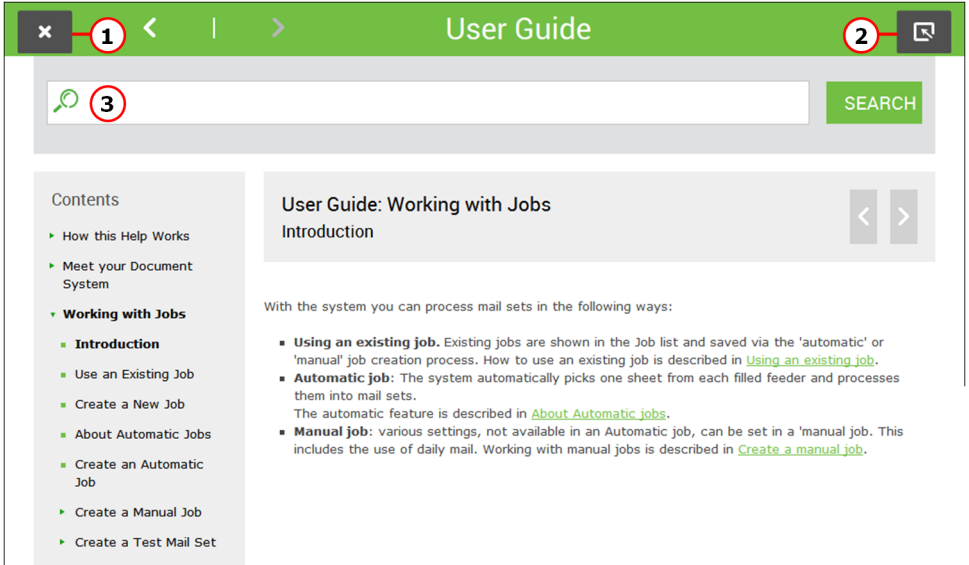 1
User Guide
2
3
SEARCH
Contents
How this Help Works
Meet your Document
System
Working with Jobs
Introduction
Use an Existing Job
Create a New Job
About Automatic Jobs
Create an Automatic
Job
Create a Manual Job
Create a Test Mail Set
User Guide: Working with Jobs
Introduction
With the system you can process mail sets in the following ways:
Using an existing job. Existing jobs are shown in the Job list and saved via the 'automatic' or
'manual' job creation process. How to use an existing job is described in Using an existing job.
Automatic job: The system automatically picks one sheet from each filled feeder and processes
them into mail sets.
The automatic feature is described in About Automatic jobs.
Manual job: various settings, not available in an Automatic job, can be set in a 'manual job. This
includes the use of daily mail. Working with manual jobs is described in Create a manual job.